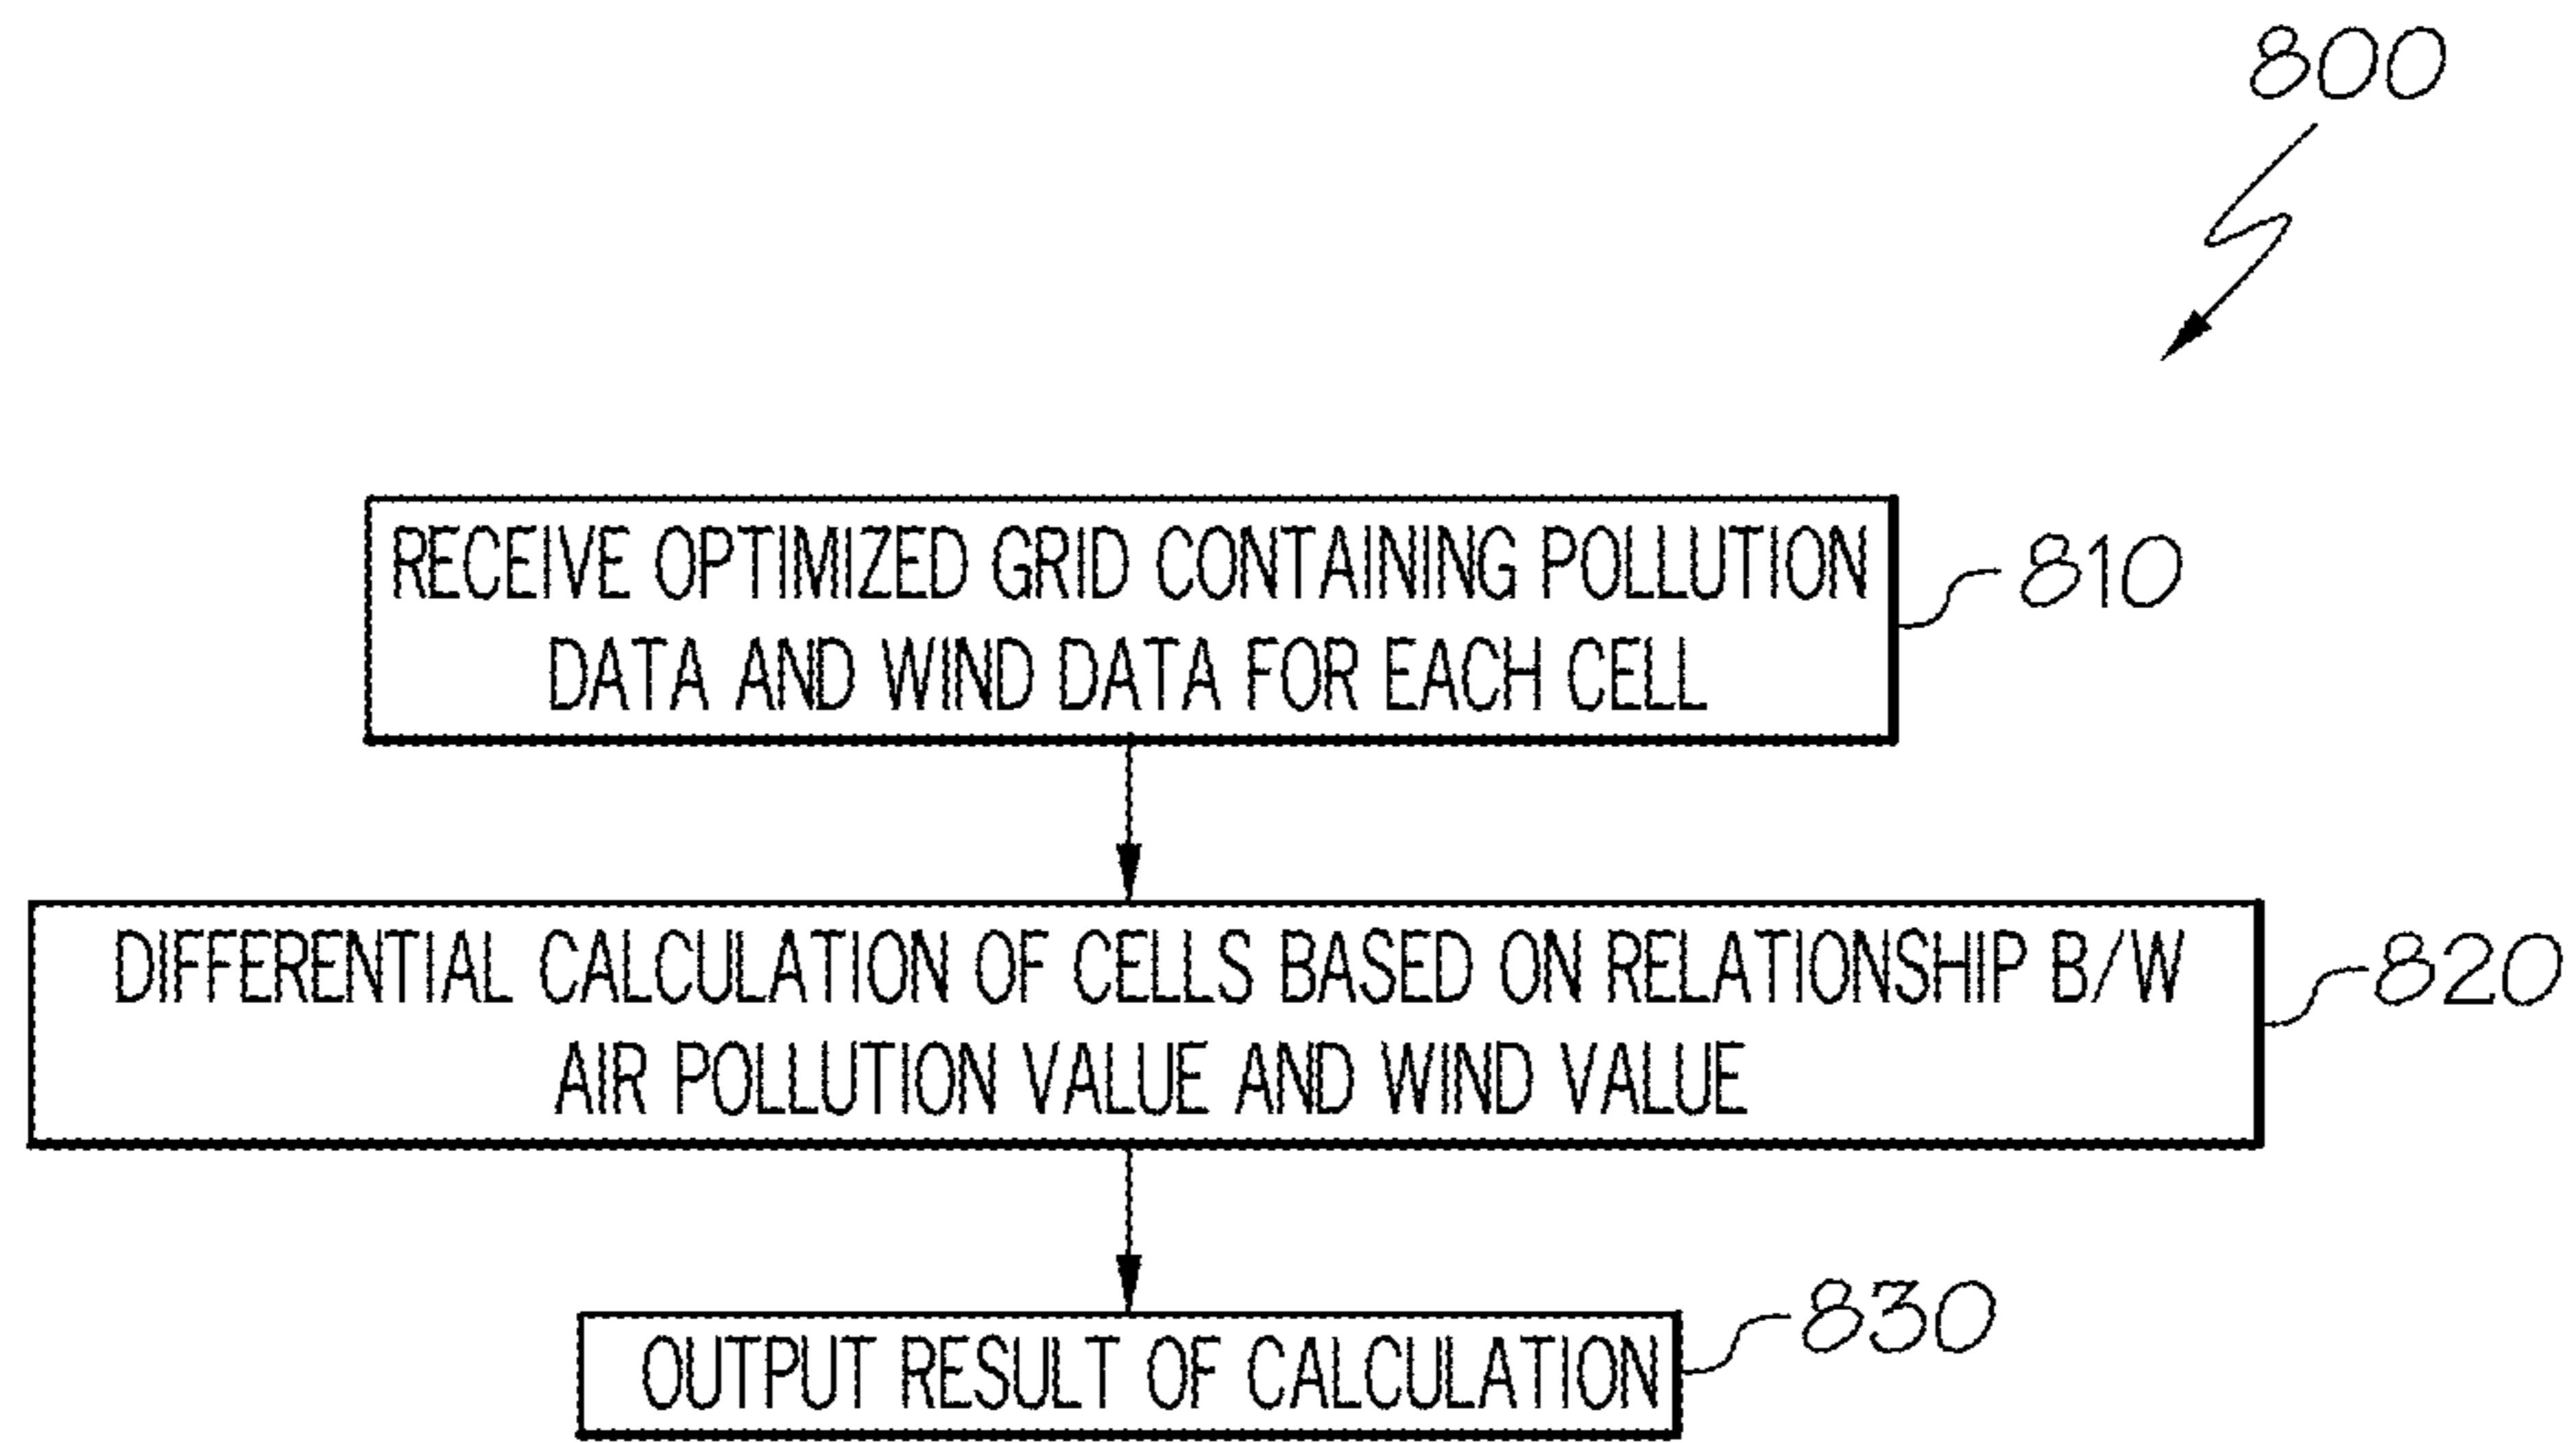 800
RECEIVE OPTIMIZED GRID CONTAINING POLLUTION
DATA AND WIND DATA FOR EACH CELL
810
DIFFERENTIAL CALCULATION OF CELLS BASED ON RELATIONSHIP B/W
AIR POLLUTION VALUE AND WIND VALUE
820
OUTPUT RESULT OF CALCULATION
830